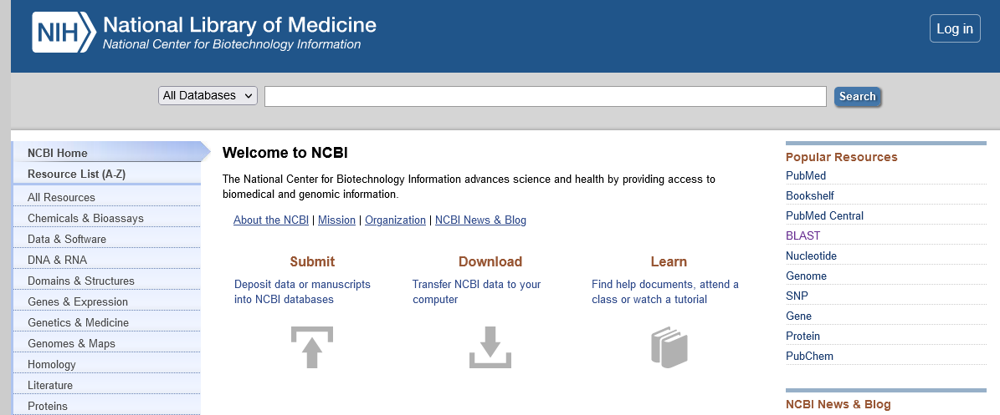 NIH
National Library of Medicine
National Center for Biotechnology Information
Log in
All Databases
Search
NCBI Home
Resource List (A-Z)
All Resources
Chemicals & Bioassays
Data & Software
DNA & RNA
Domains & Structures
Genes & Expression
Genetics & Medicine
Genomes & Maps
Homology
Literature
Proteins
Welcome to NCBI
The National Center for Biotechnology Information advances science and health by providing access to
biomedical and genomic information.
About the NCBI | Mission | Organization | NCBI News & Blog
Submit
Deposit data or manuscripts
into NCBI databases
Download
Transfer NCBI data to your
computer
Learn
Find help documents, attend a
class or watch a tutorial
Popular Resources
PubMed
Bookshelf
PubMed Central
BLAST
Nucleotide
Genome
SNP
Gene
Protein
PubChem
NCBI News & Blog